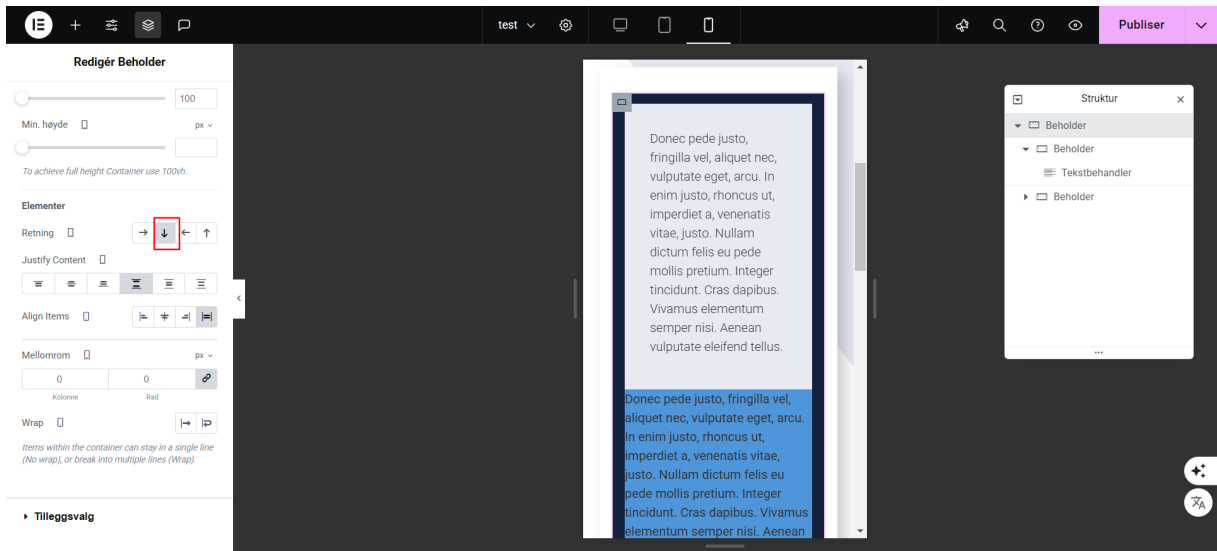 test
Publiser
Redigér Beholder
100
Min. høyde
px
To achieve full height Container use 100vh.
Elementer
Retning
Justify Content
Align Items
Mellomrom
px
0
0
Kolonne
Rad
Wrap
Items within the container can stay in a single line
(No wrap), or break into multiple lines (Wrap).
Tilleggsvalg
Donec pede justo,
fringilla vel, aliquet nec,
vulputate eget, arcu. In
enim justo, rhoncus ut,
imperdiet a, venenatis
vitae, justo. Nullam
dictum felis eu pede
mollis pretium. Integer
tincidunt. Cras dapibus.
Vivamus elementum
semper nisi. Aenean
vulputate eleifend tellus.
Donec pede justo, fringilla vel,
aliquet nec, vulputate eget, arcu.
In enim justo, rhoncus ut,
imperdiet a, venenatis vitae,
justo. Nullam dictum felis eu
pede mollis pretium. Integer
tincidunt. Cras dapibus. Vivamus
elementum semper nisi. Aenean
Struktur
Beholder
Beholder
Tekstbehandler
Beholder